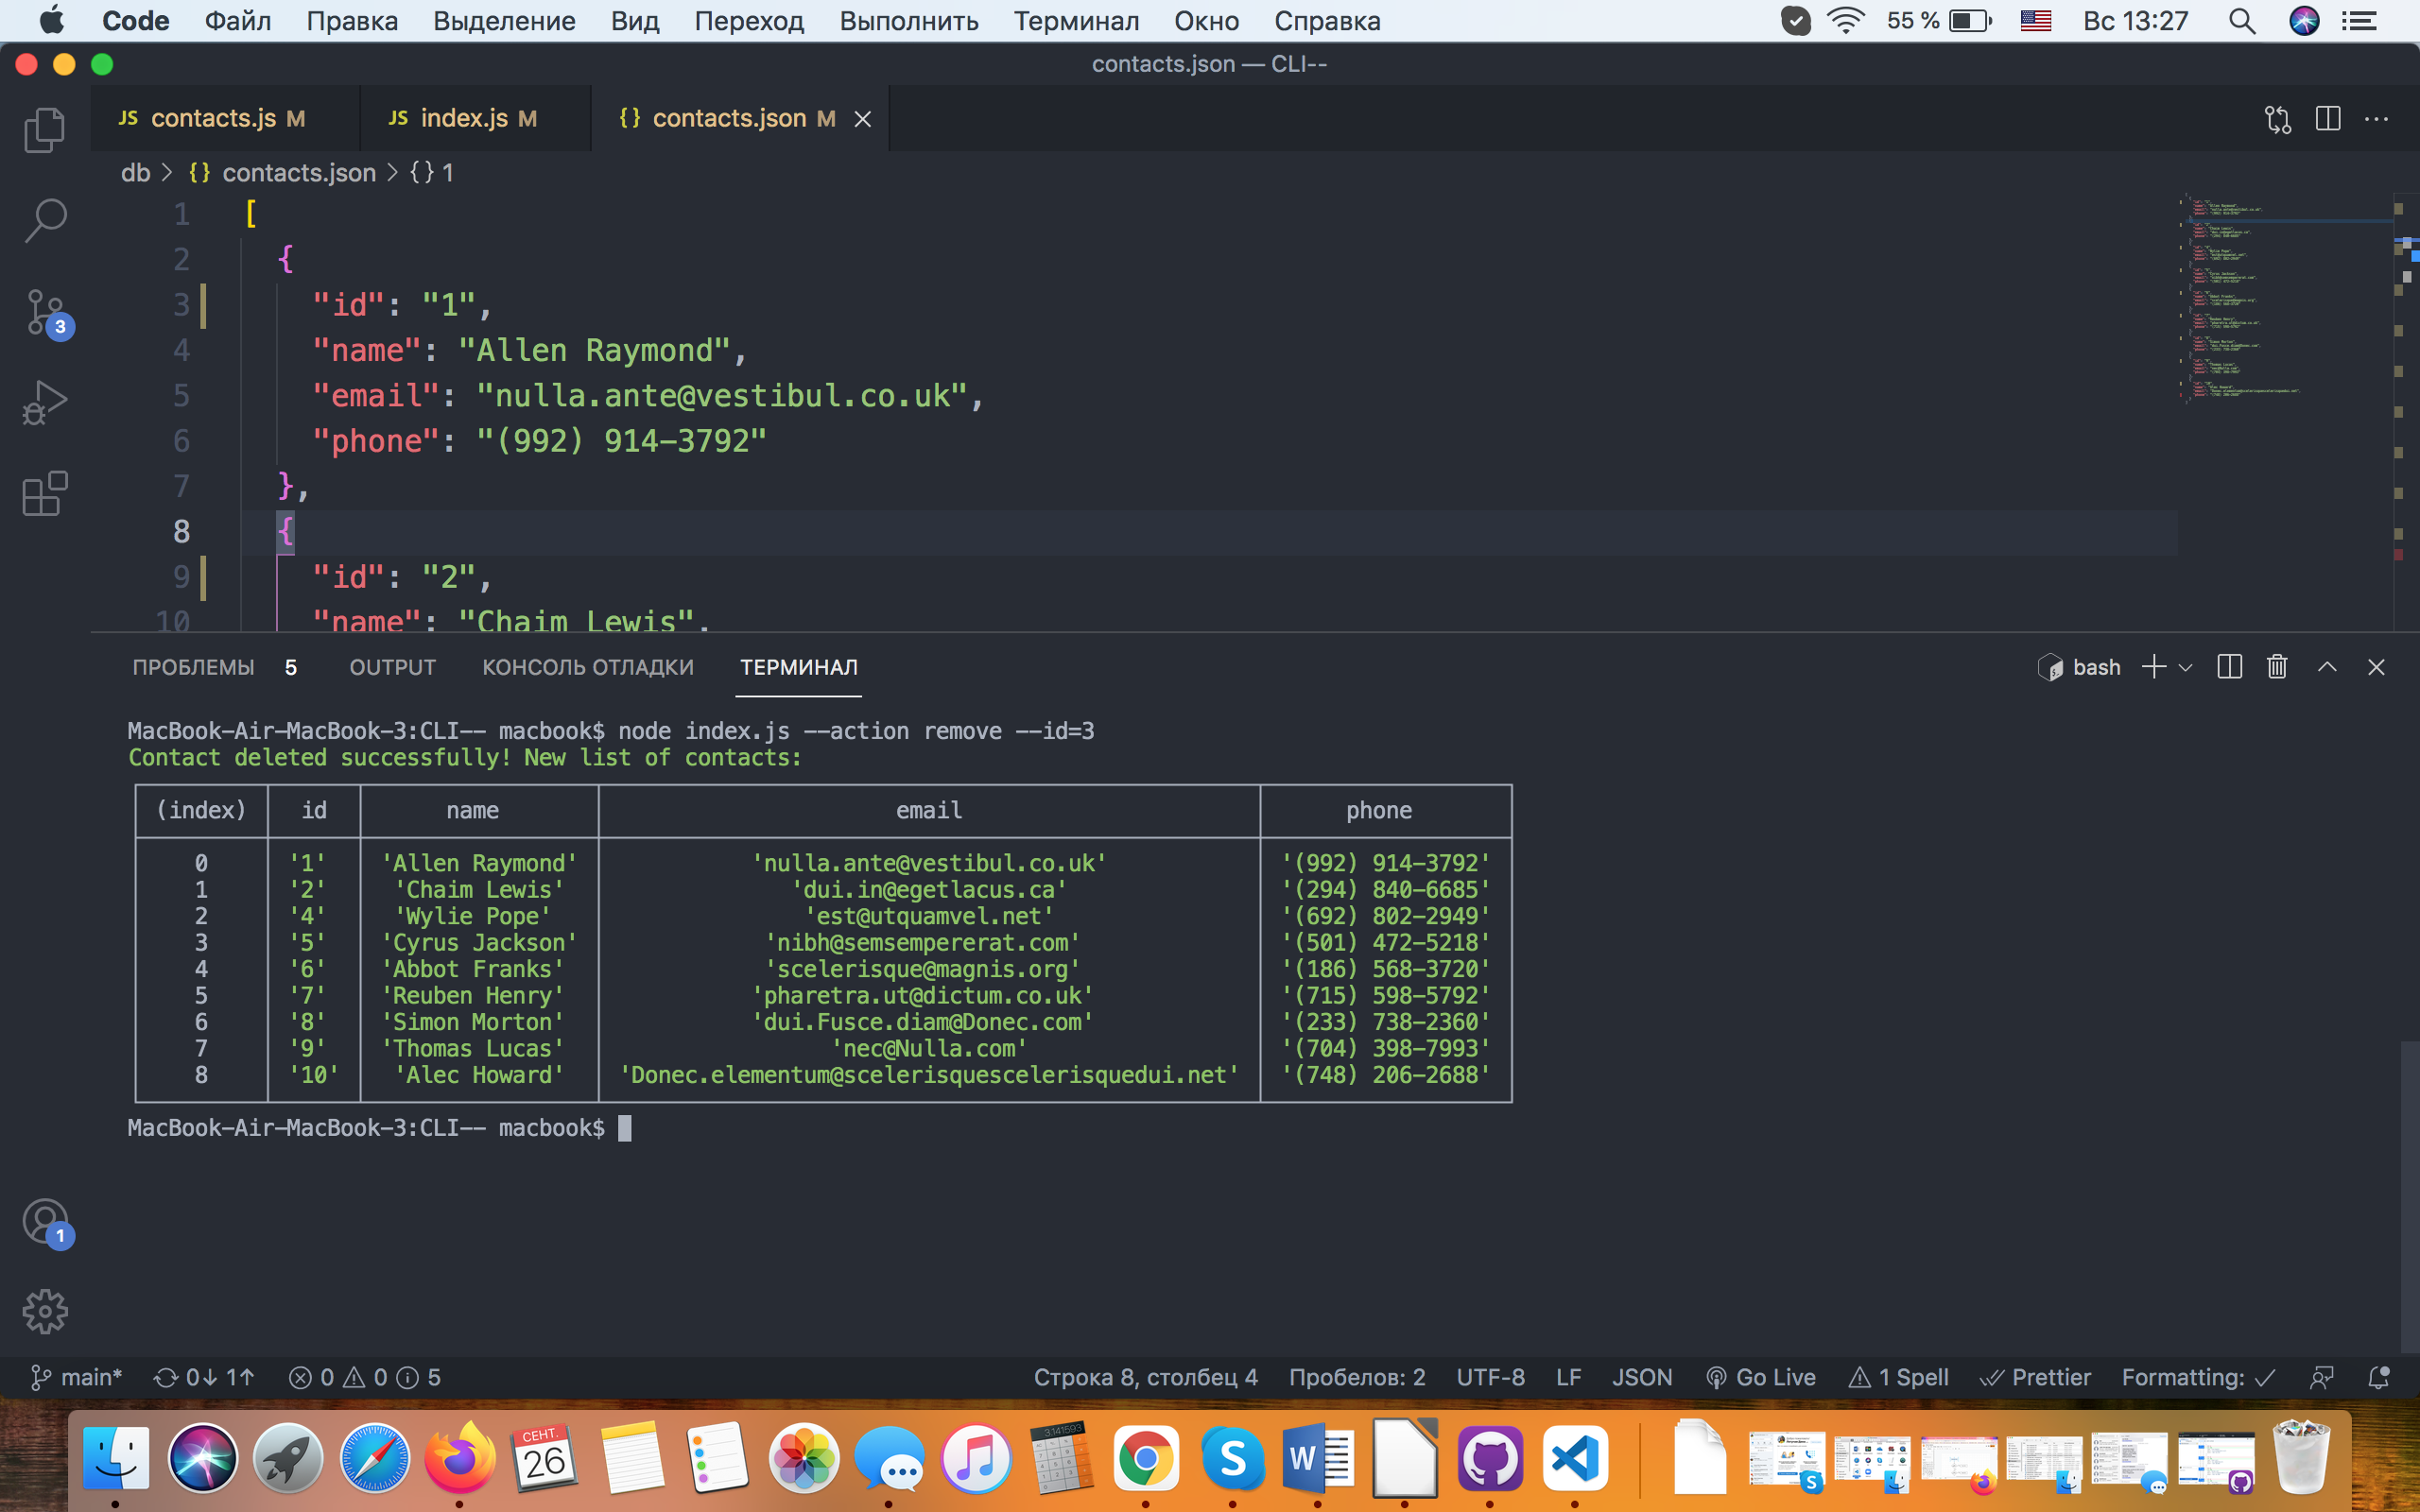 Code Файл Правка Выделение Вид Переход Выполнить Терминал Окно Справка 55 % Вс 13:27
contacts.json — CLI--
JS contacts.js M JS index.js M {} contacts.json M
db > {} contacts.json > {} 1
1 [
2 {
3 "id": "1",
4 "name": "Allen Raymond",
5 "email": "nulla.ante@vestibul.co.uk",
6 "phone": "(992) 914-3792"
7 },
8 {
9 "id": "2",
10 "name": "Chaim Lewis",
3
ПРОБЛЕМЫ 5 OUTPUT КОНСОЛЬ ОТЛАДКИ ТЕРМИНАЛ bash
MacBook-Air-MacBook-3:CLI-- macbook$ node index.js --action remove --id=3
Contact deleted successfully! New list of contacts:
(index) id name email phone
0 '1' 'Allen Raymond' 'nulla.ante@vestibul.co.uk' '(992) 914-3792'
1 '2' 'Chaim Lewis' 'dui.in@egetlacus.ca' '(294) 840-6685'
2 '4' 'Wylie Pope' 'est@utquamvel.net' '(692) 802-2949'
3 '5' 'Cyrus Jackson' 'nibh@semsempererat.com' '(501) 472-5218'
4 '6' 'Abbot Franks' 'scelerisque@magnis.org' '(186) 568-3720'
5 '7' 'Reuben Henry' 'pharetra.ut@dictum.co.uk' '(715) 598-5792'
6 '8' 'Simon Morton' 'dui.Fusce.diam@Donec.com' '(233) 738-2360'
7 '9' 'Thomas Lucas' 'nec@Nulla.com' '(704) 398-7993'
8 '10' 'Alec Howard' 'Donec.elementum@scelerisquescelerisquedui.net' '(748) 206-2688'
MacBook-Air-MacBook-3:CLI-- macbook$
1
main* 0↓ 1↑ 0 0 5 Строка 8, столбец 4 Пробелов: 2 UTF-8 LF JSON Go Live 1 Spell Prettier Formatting: ✓
СЕНТ.
26
3.141593
S
W
S